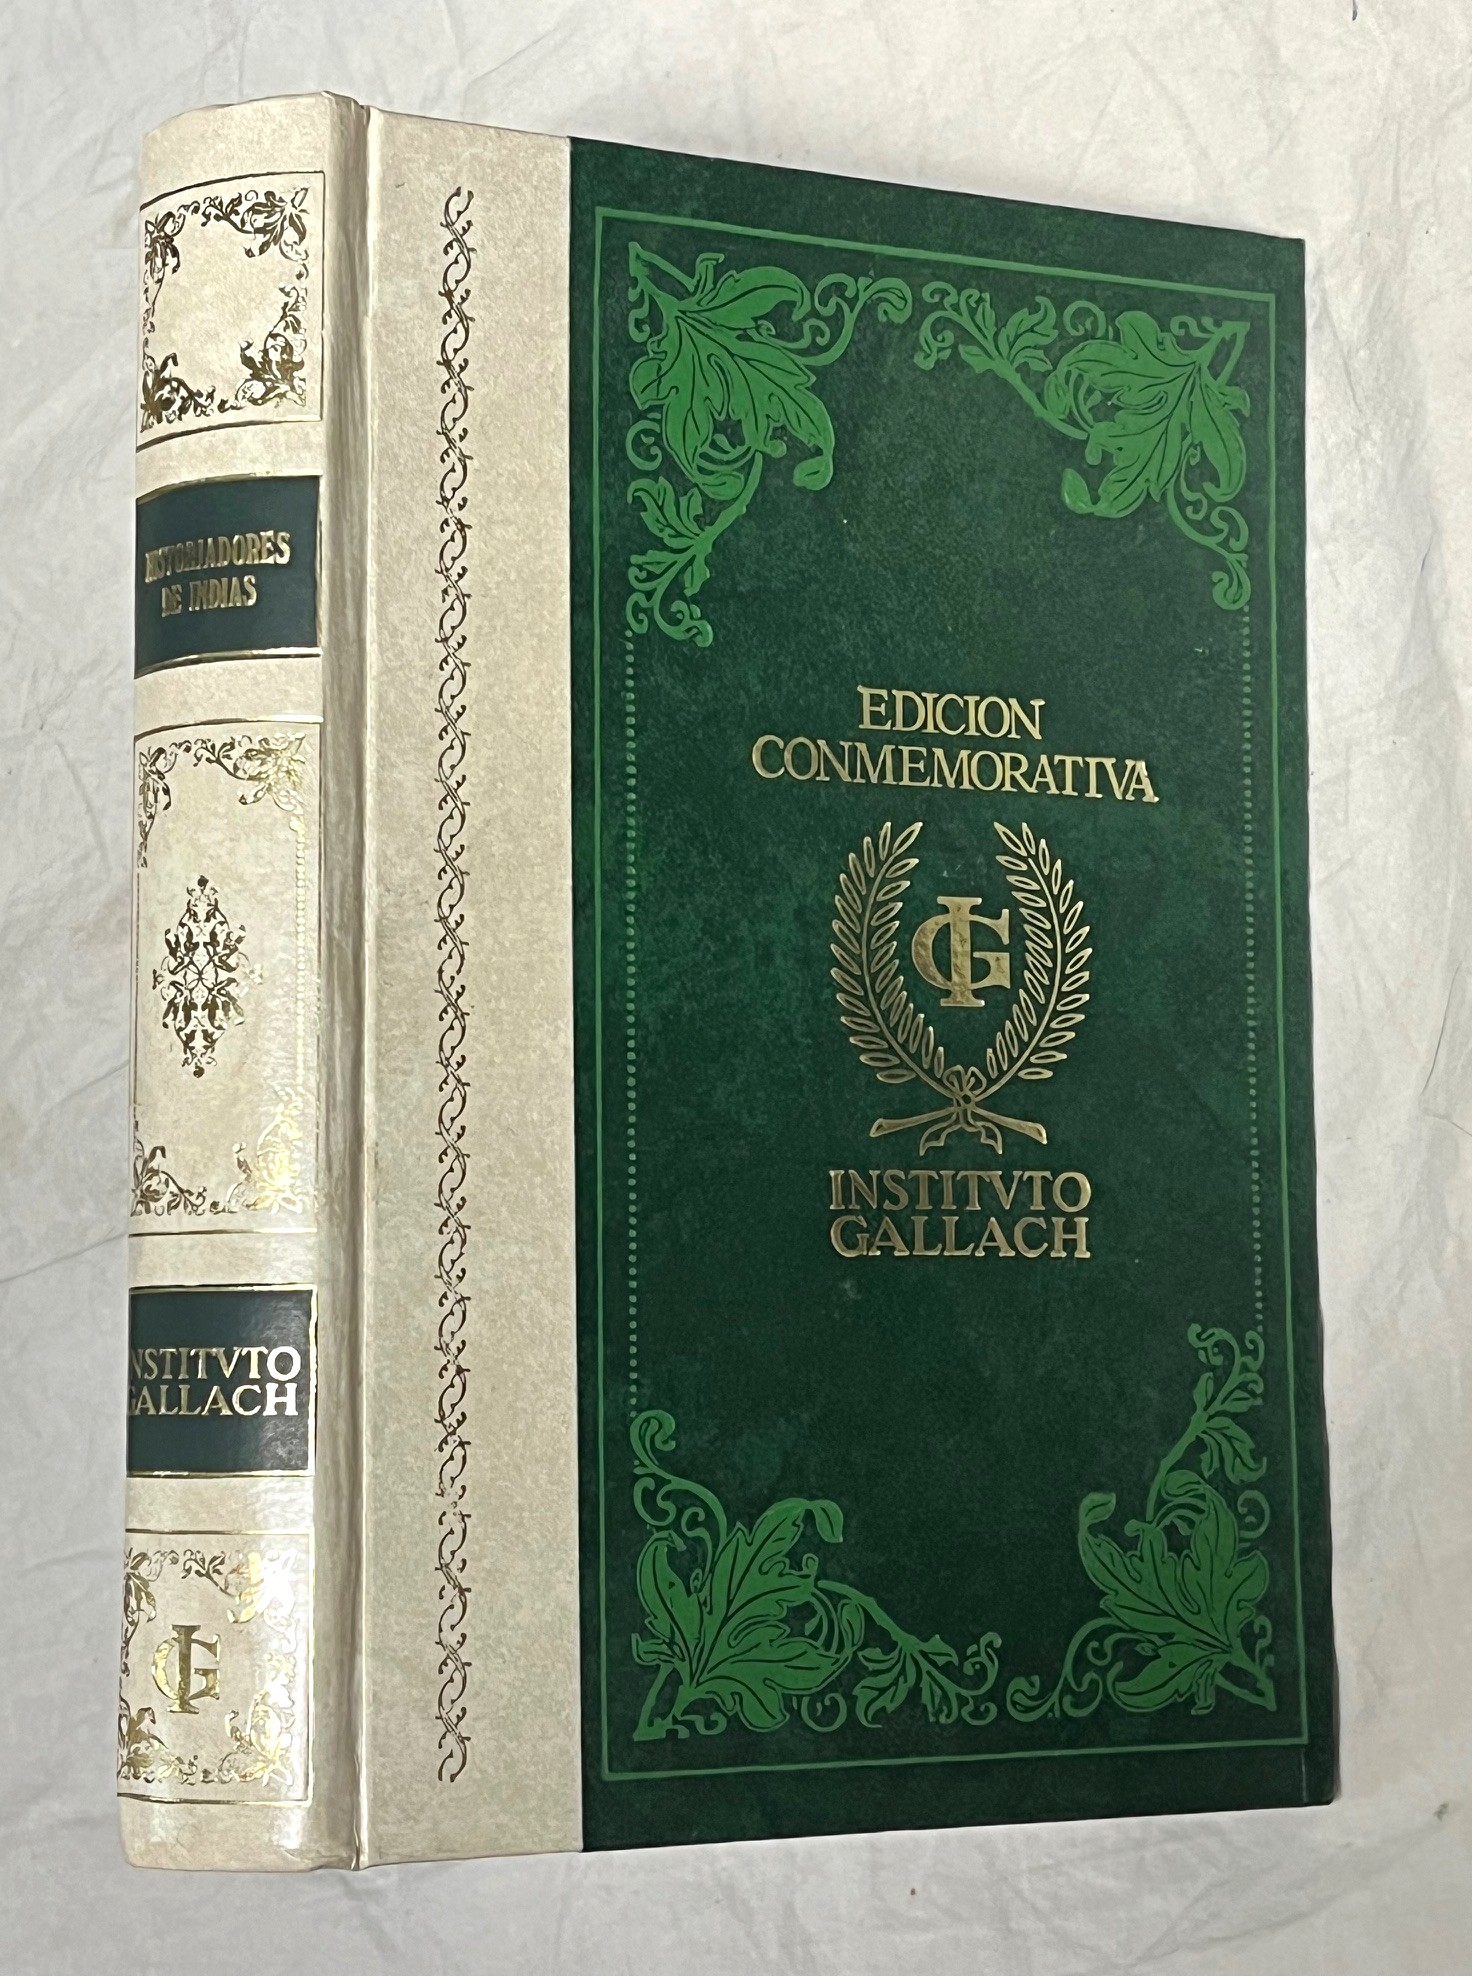 HISTORIADORES
DE INDIAS
INSTITVTO
GALLACH
IG
EDICION
CONMEMORATIVA
IG
INSTITVTO
GALLACH